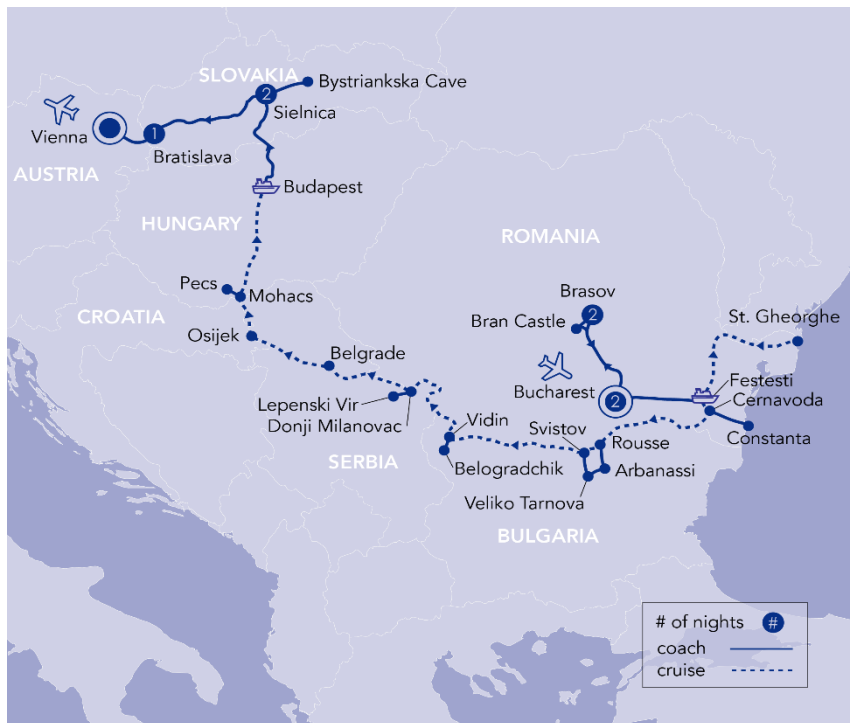 SLOVAKIA
Bystriankska Cave
2
Sielnica
Vienna
1
Bratislava
AUSTRIA
Budapest
HUNGARY
ROMANIA
Pecs
Mohacs
CROATIA
Osijek
Brasov
2
Bran Castle
St. Gheorghe
Belgrade
Bucharest
2
Festesti
Cernavoda
Lepenski Vir
Donji Milanovac
Vidin
Svistov
Rousse
Constanta
SERBIA
Belogradchik
Arbanassi
Veliko Tarnova
BULGARIA
# of nights #
coach
cruise